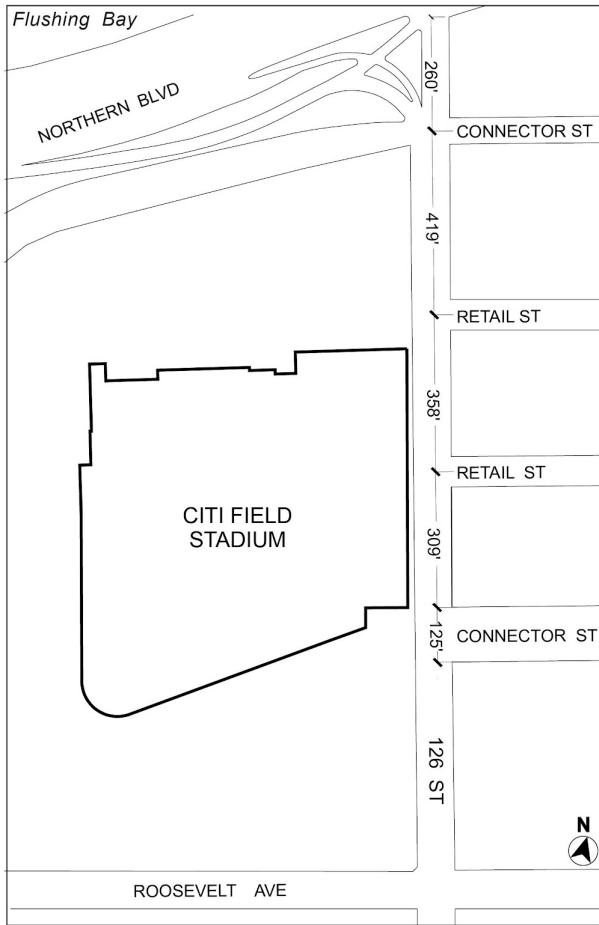 Flushing Bay
NORTHERN BLVD
260'
CONNECTOR ST
419'
RETAIL ST
358'
RETAIL ST
CITI FIELD
STADIUM
309'
125'
CONNECTOR ST
126 ST
N
ROOSEVELT AVE